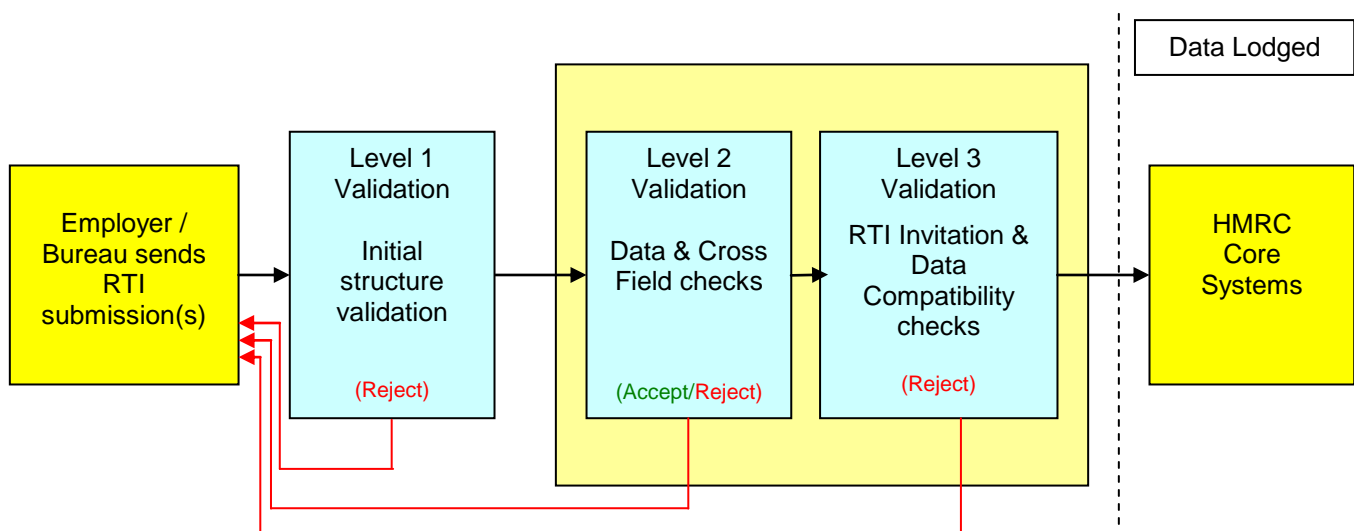 Data Lodged
Employer /
Bureau sends
RTI
submission(s)
Level 1
Validation
Initial
structure
validation
(Reject)
Level 2
Validation
Data & Cross
Field checks
(Accept/Reject)
Level 3
Validation
RTI Invitation &
Data
Compatibility
checks
(Reject)
HMRC
Core
Systems